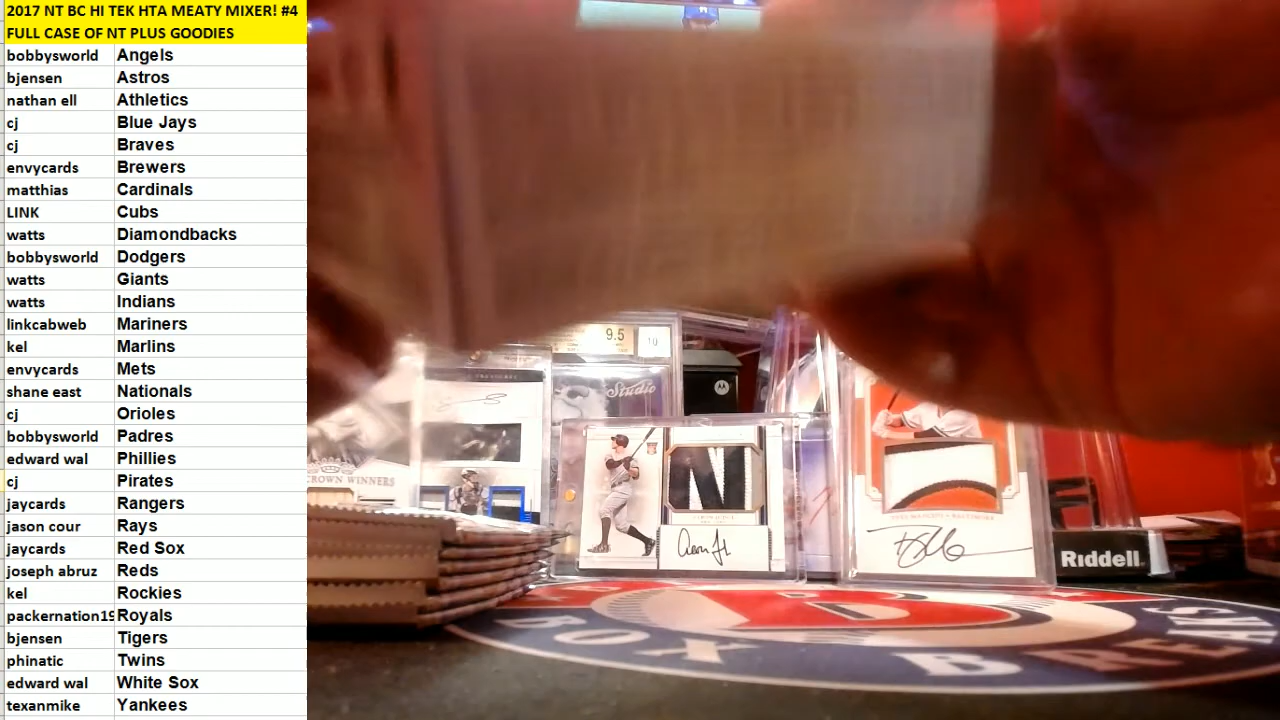 2017 NT BC HI TEK HTA MEATY MIXER! #4
FULL CASE OF NT PLUS GOODIES
bobbysworld Angels
bjensen Astros
nathan ell Athletics
cj Blue Jays
cj Braves
envycards Brewers
matthias Cardinals
LINK Cubs
watts Diamondbacks
bobbysworld Dodgers
watts Giants
watts Indians
linkcabweb Mariners
kel Marlins
envycards Mets
shane east Nationals
cj Orioles
bobbysworld Padres
edward wal Phillies
cj Pirates
jaycards Rangers
jason cour Rays
jaycards Red Sox
joseph abruz Reds
kel Rockies
packernation19 Royals
bjensen Tigers
phinatic Twins
edward wal White Sox
texanmike Yankees
9.5
10
Studio
CROWN WINNERS
N
Riddell
BOX BREAKS